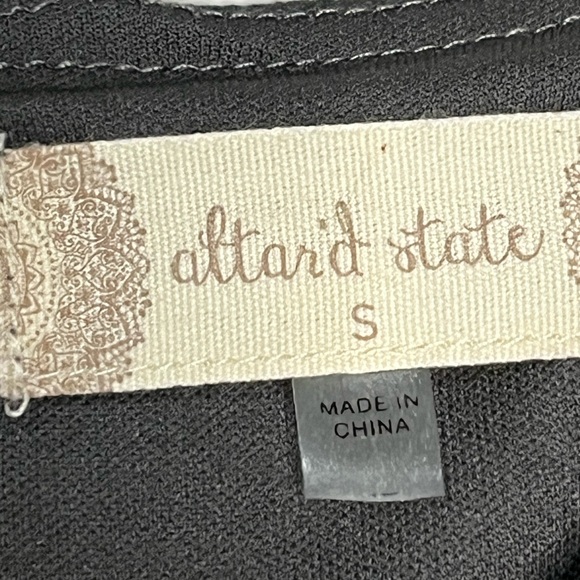 altar'd state
S
MADE IN
CHINA